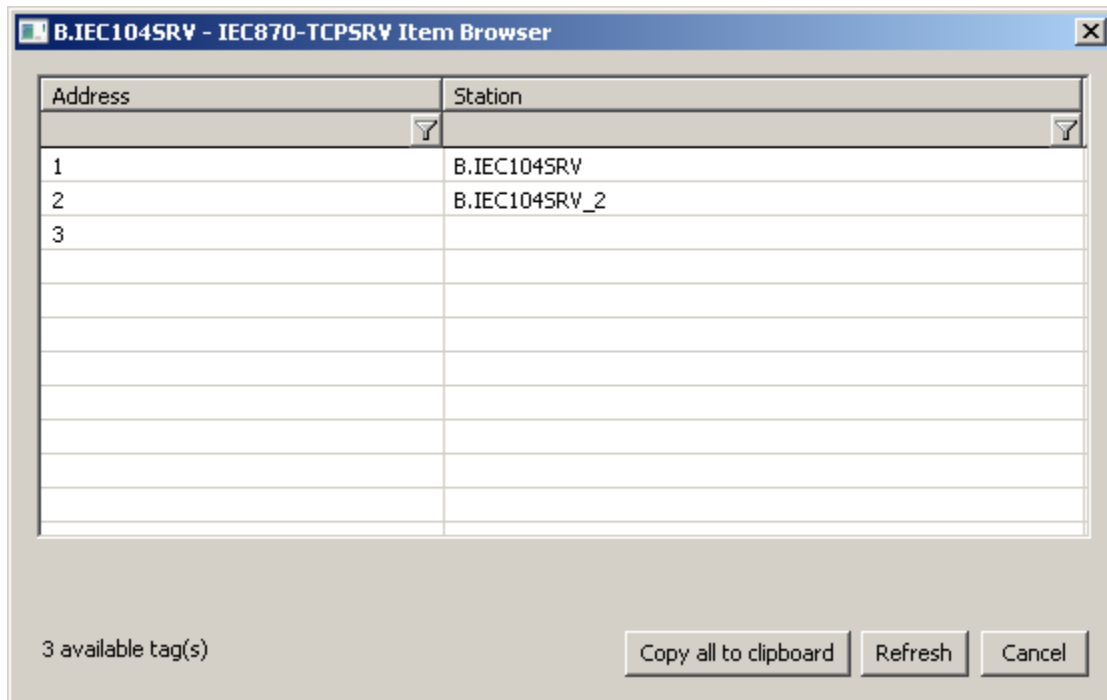 B.IEC104SRV - IEC870-TCPSRV Item Browser
Address Station
1 B.IEC104SRV
2 B.IEC104SRV_2
3
3 available tag(s) Copy all to clipboard Refresh Cancel